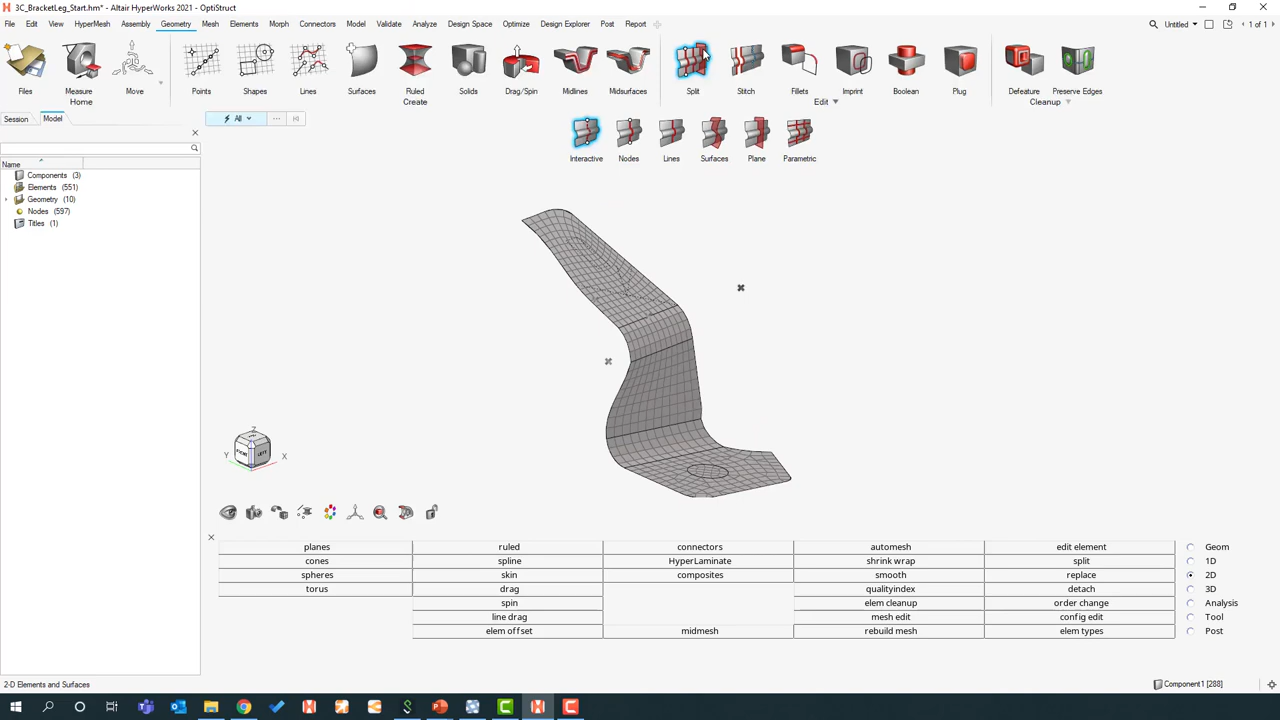 3C_BracketLeg_Start.hm* - Altair HyperWorks 2021 - OptiStruct
File Edit View HyperMesh Assembly Geometry Mesh Elements Morph Connectors Model Validate Analyze Design Space Optimize Design Explorer Post Report Untitled 1 of 1
Files Measure Move Points Shapes Lines Surfaces Ruled Solids Drag/Spin Midlines Midsurfaces Split Stitch Fillets Imprint Boolean Plug Defeature Preserve Edges
Home Create Edit Cleanup
Session Model All
Interactive Nodes Lines Surfaces Plane Parametric
Name
Components (3)
Elements (551)
Geometry (10)
Nodes (597)
Titles (1)
Z
Y X
RIGHT LEFT
planes ruled connectors automesh edit element Geom
cones spline HyperLaminate shrink wrap split 1D
spheres skin composites smooth replace 2D
torus drag qualityindex detach 3D
spin elem cleanup order change Analysis
line drag mesh edit config edit Tool
elem offset midmesh rebuild mesh elem types Post
2-D Elements and Surfaces Component1 [288]